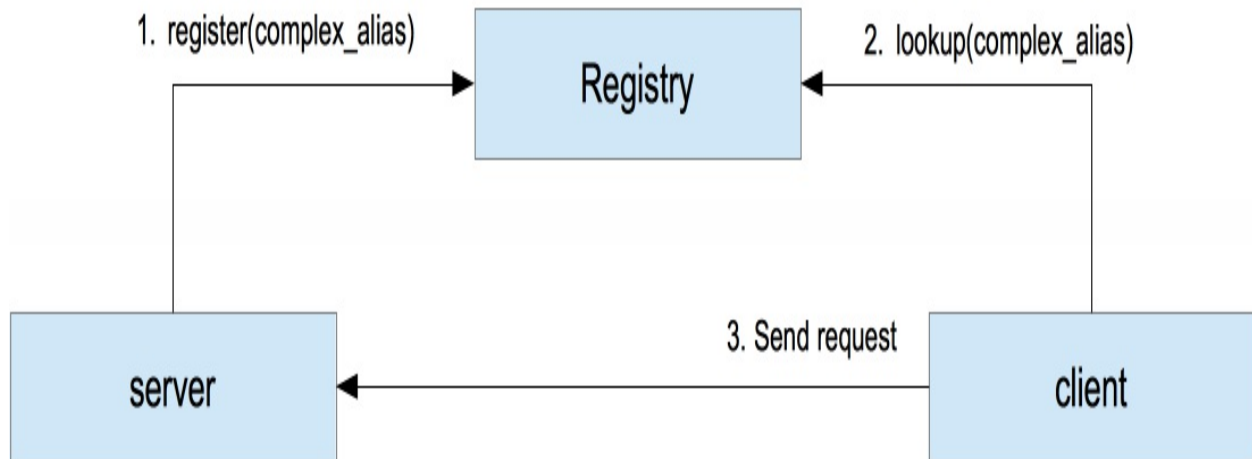 1. register(complex_alias)
2. lookup(complex_alias)
Registry
3. Send request
server
client